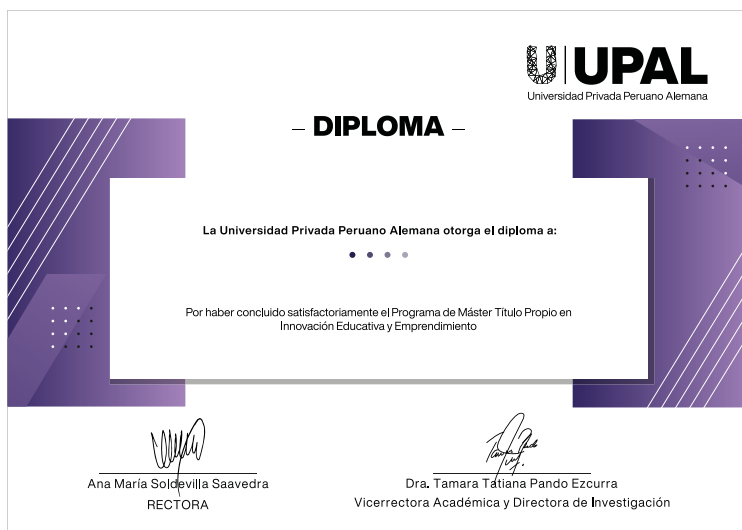 UPAL
Universidad Privada Peruano Alemana
– DIPLOMA –
La Universidad Privada Peruano Alemana otorga el diploma a:
Por haber concluido satisfactoriamente el Programa de Máster Título Propio en
Innovación Educativa y Emprendimiento
Ana María Soldevilla Saavedra
RECTORA
Dra. Tamara Tatiana Pando Ezcurra
Vicerrectora Académica y Directora de Investigación